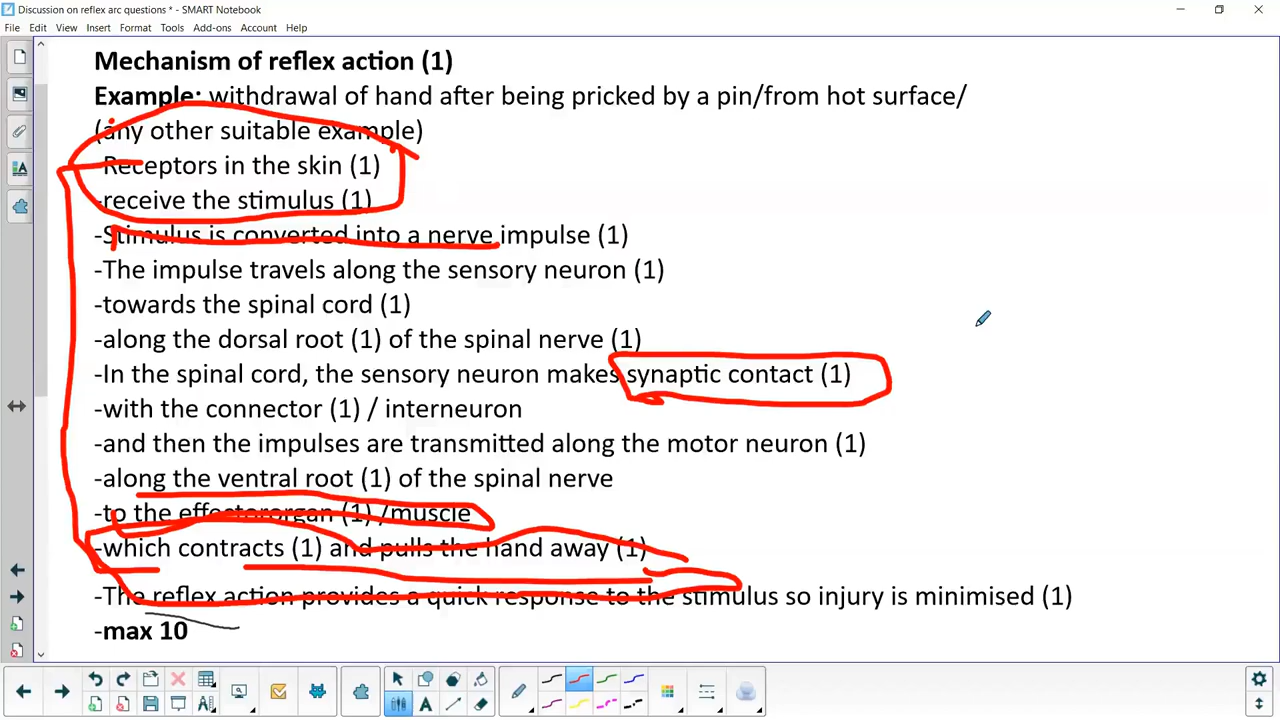 Discussion on reflex arc questions * - SMART Notebook
File Edit View Insert Format Tools Add-ons Account Help
Mechanism of reflex action (1)
Example: withdrawal of hand after being pricked by a pin/from hot surface/
(any other suitable example)
-Receptors in the skin (1)
-receive the stimulus (1)
-Stimulus is converted into a nerve impulse (1)
-The impulse travels along the sensory neuron (1)
-towards the spinal cord (1)
-along the dorsal root (1) of the spinal nerve (1)
-In the spinal cord, the sensory neuron makes synaptic contact (1)
-with the connector (1) / interneuron
-and then the impulses are transmitted along the motor neuron (1)
-along the ventral root (1) of the spinal nerve
-to the effectororgan (1) /muscle
-which contracts (1) and pulls the hand away (1)
-The reflex action provides a quick response to the stimulus so injury is minimised (1)
-max 10